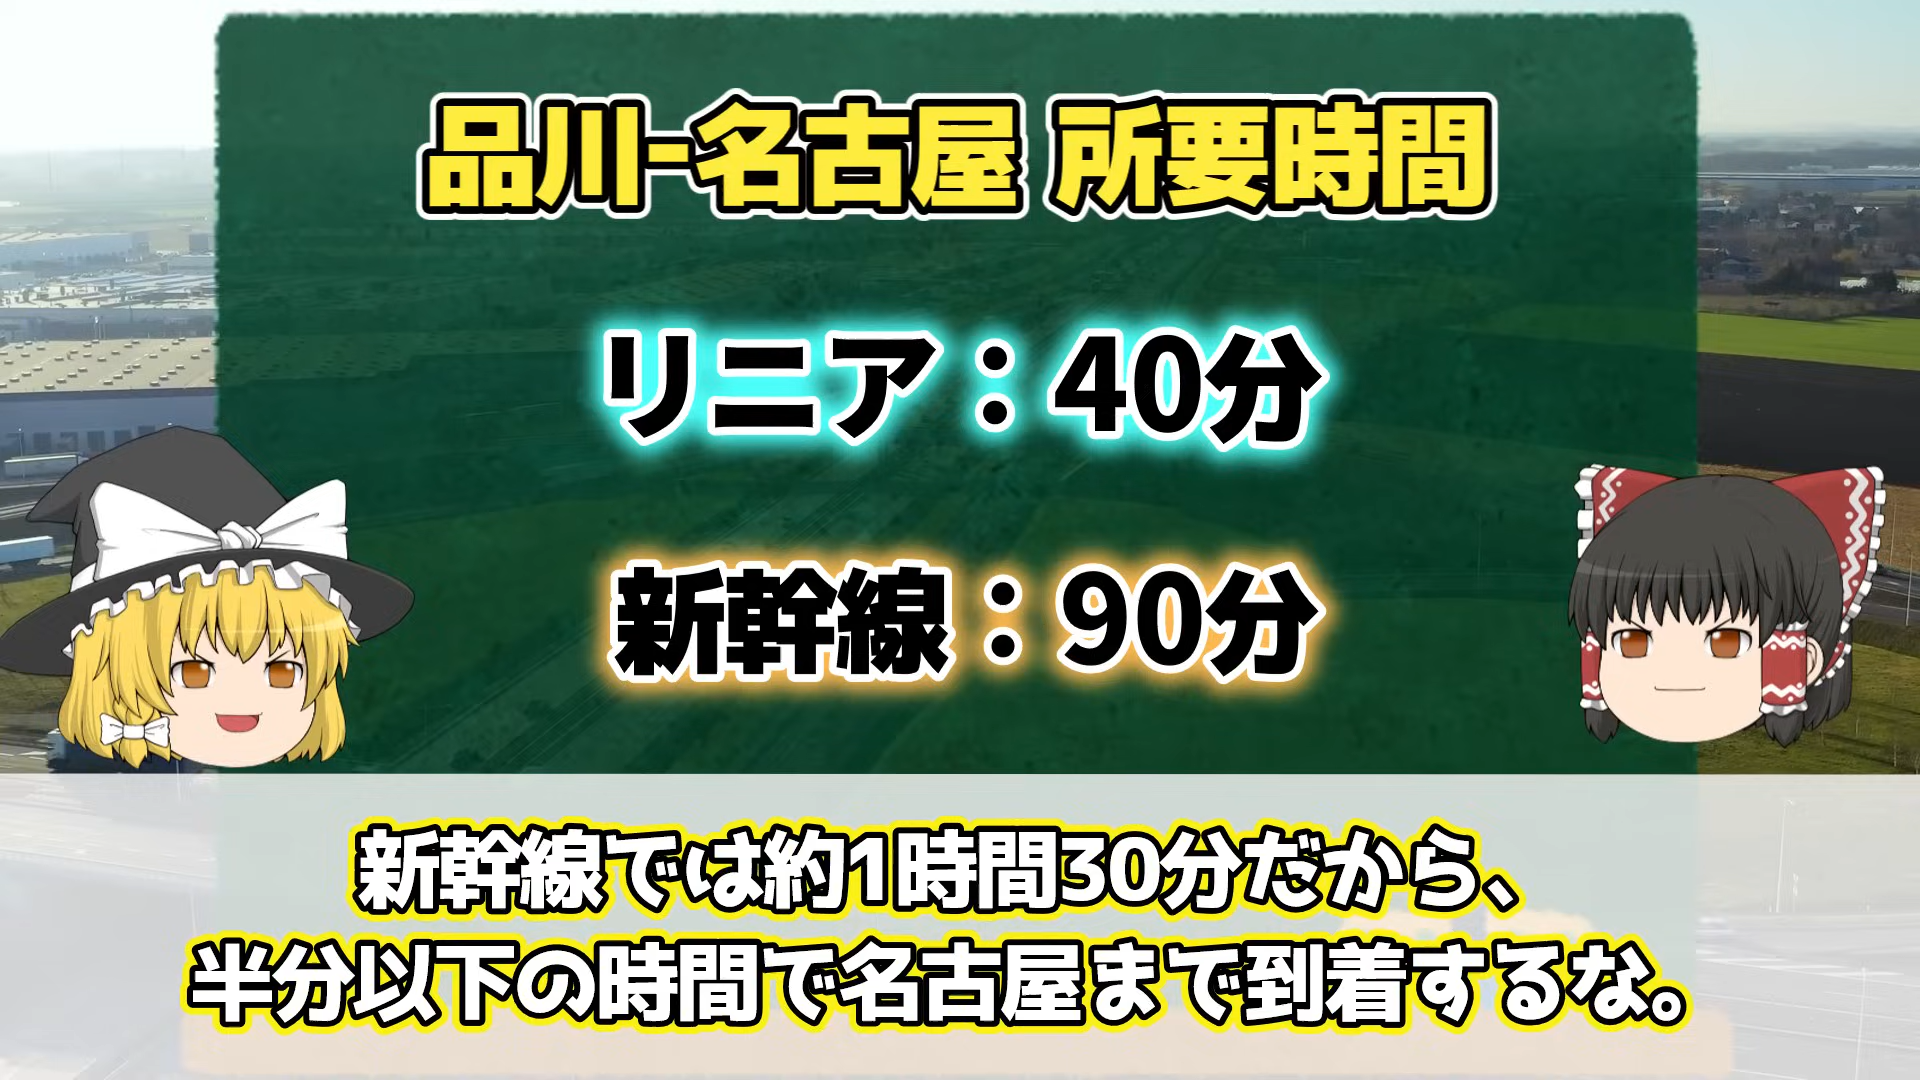 品川-名古屋 所要時間
リニア：40分
新幹線：90分
新幹線では約1時間30分だから、
半分以下の時間で名古屋まで到着するな。